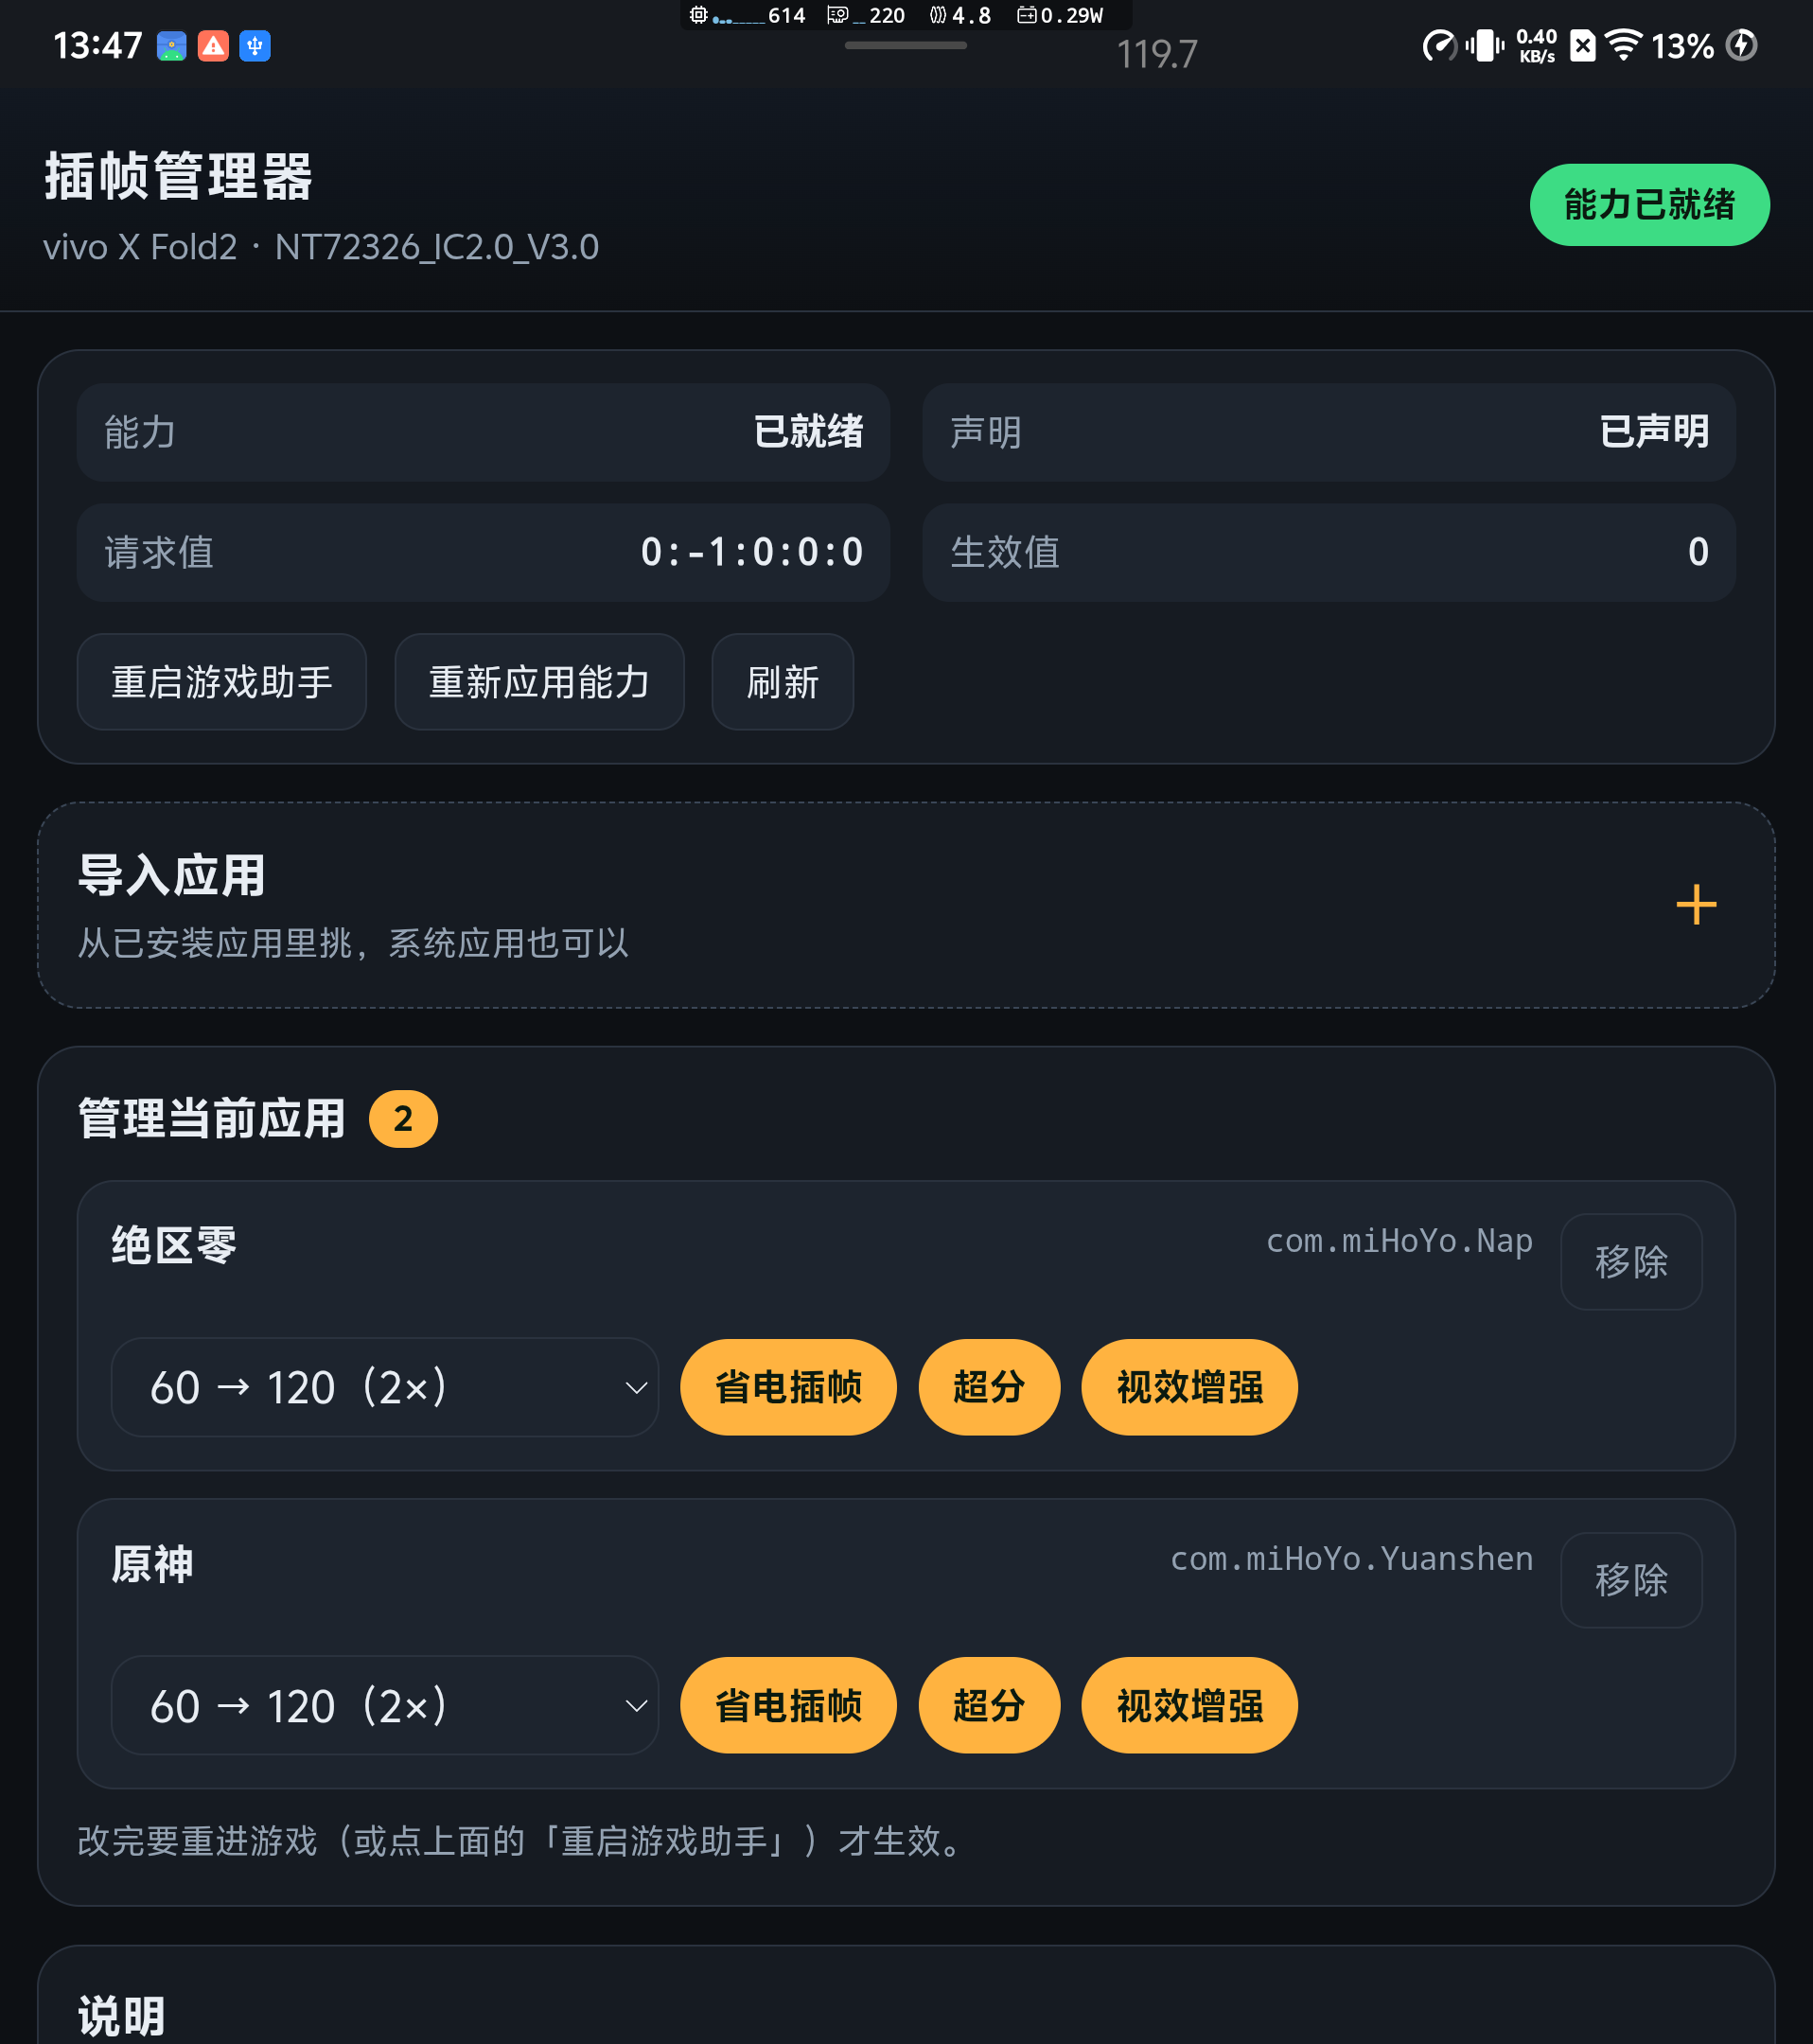 614 220 4.8 0.29W
13:47 119.7 0.40 KB/s 13%
插帧管理器
vivo X Fold2 · NT72326_IC2.0_V3.0
能力已就绪
能力 已就绪 声明 已声明
请求值 0:-1:0:0:0 生效值 0
重启游戏助手 重新应用能力 刷新
导入应用
从已安装应用里挑，系统应用也可以
+
管理当前应用 2
绝区零 com.miHoYo.Nap 移除
60 → 120（2×） 省电插帧 超分 视效增强
原神 com.miHoYo.Yuanshen 移除
60 → 120（2×） 省电插帧 超分 视效增强
改完要重进游戏（或点上面的「重启游戏助手」）才生效。
说明